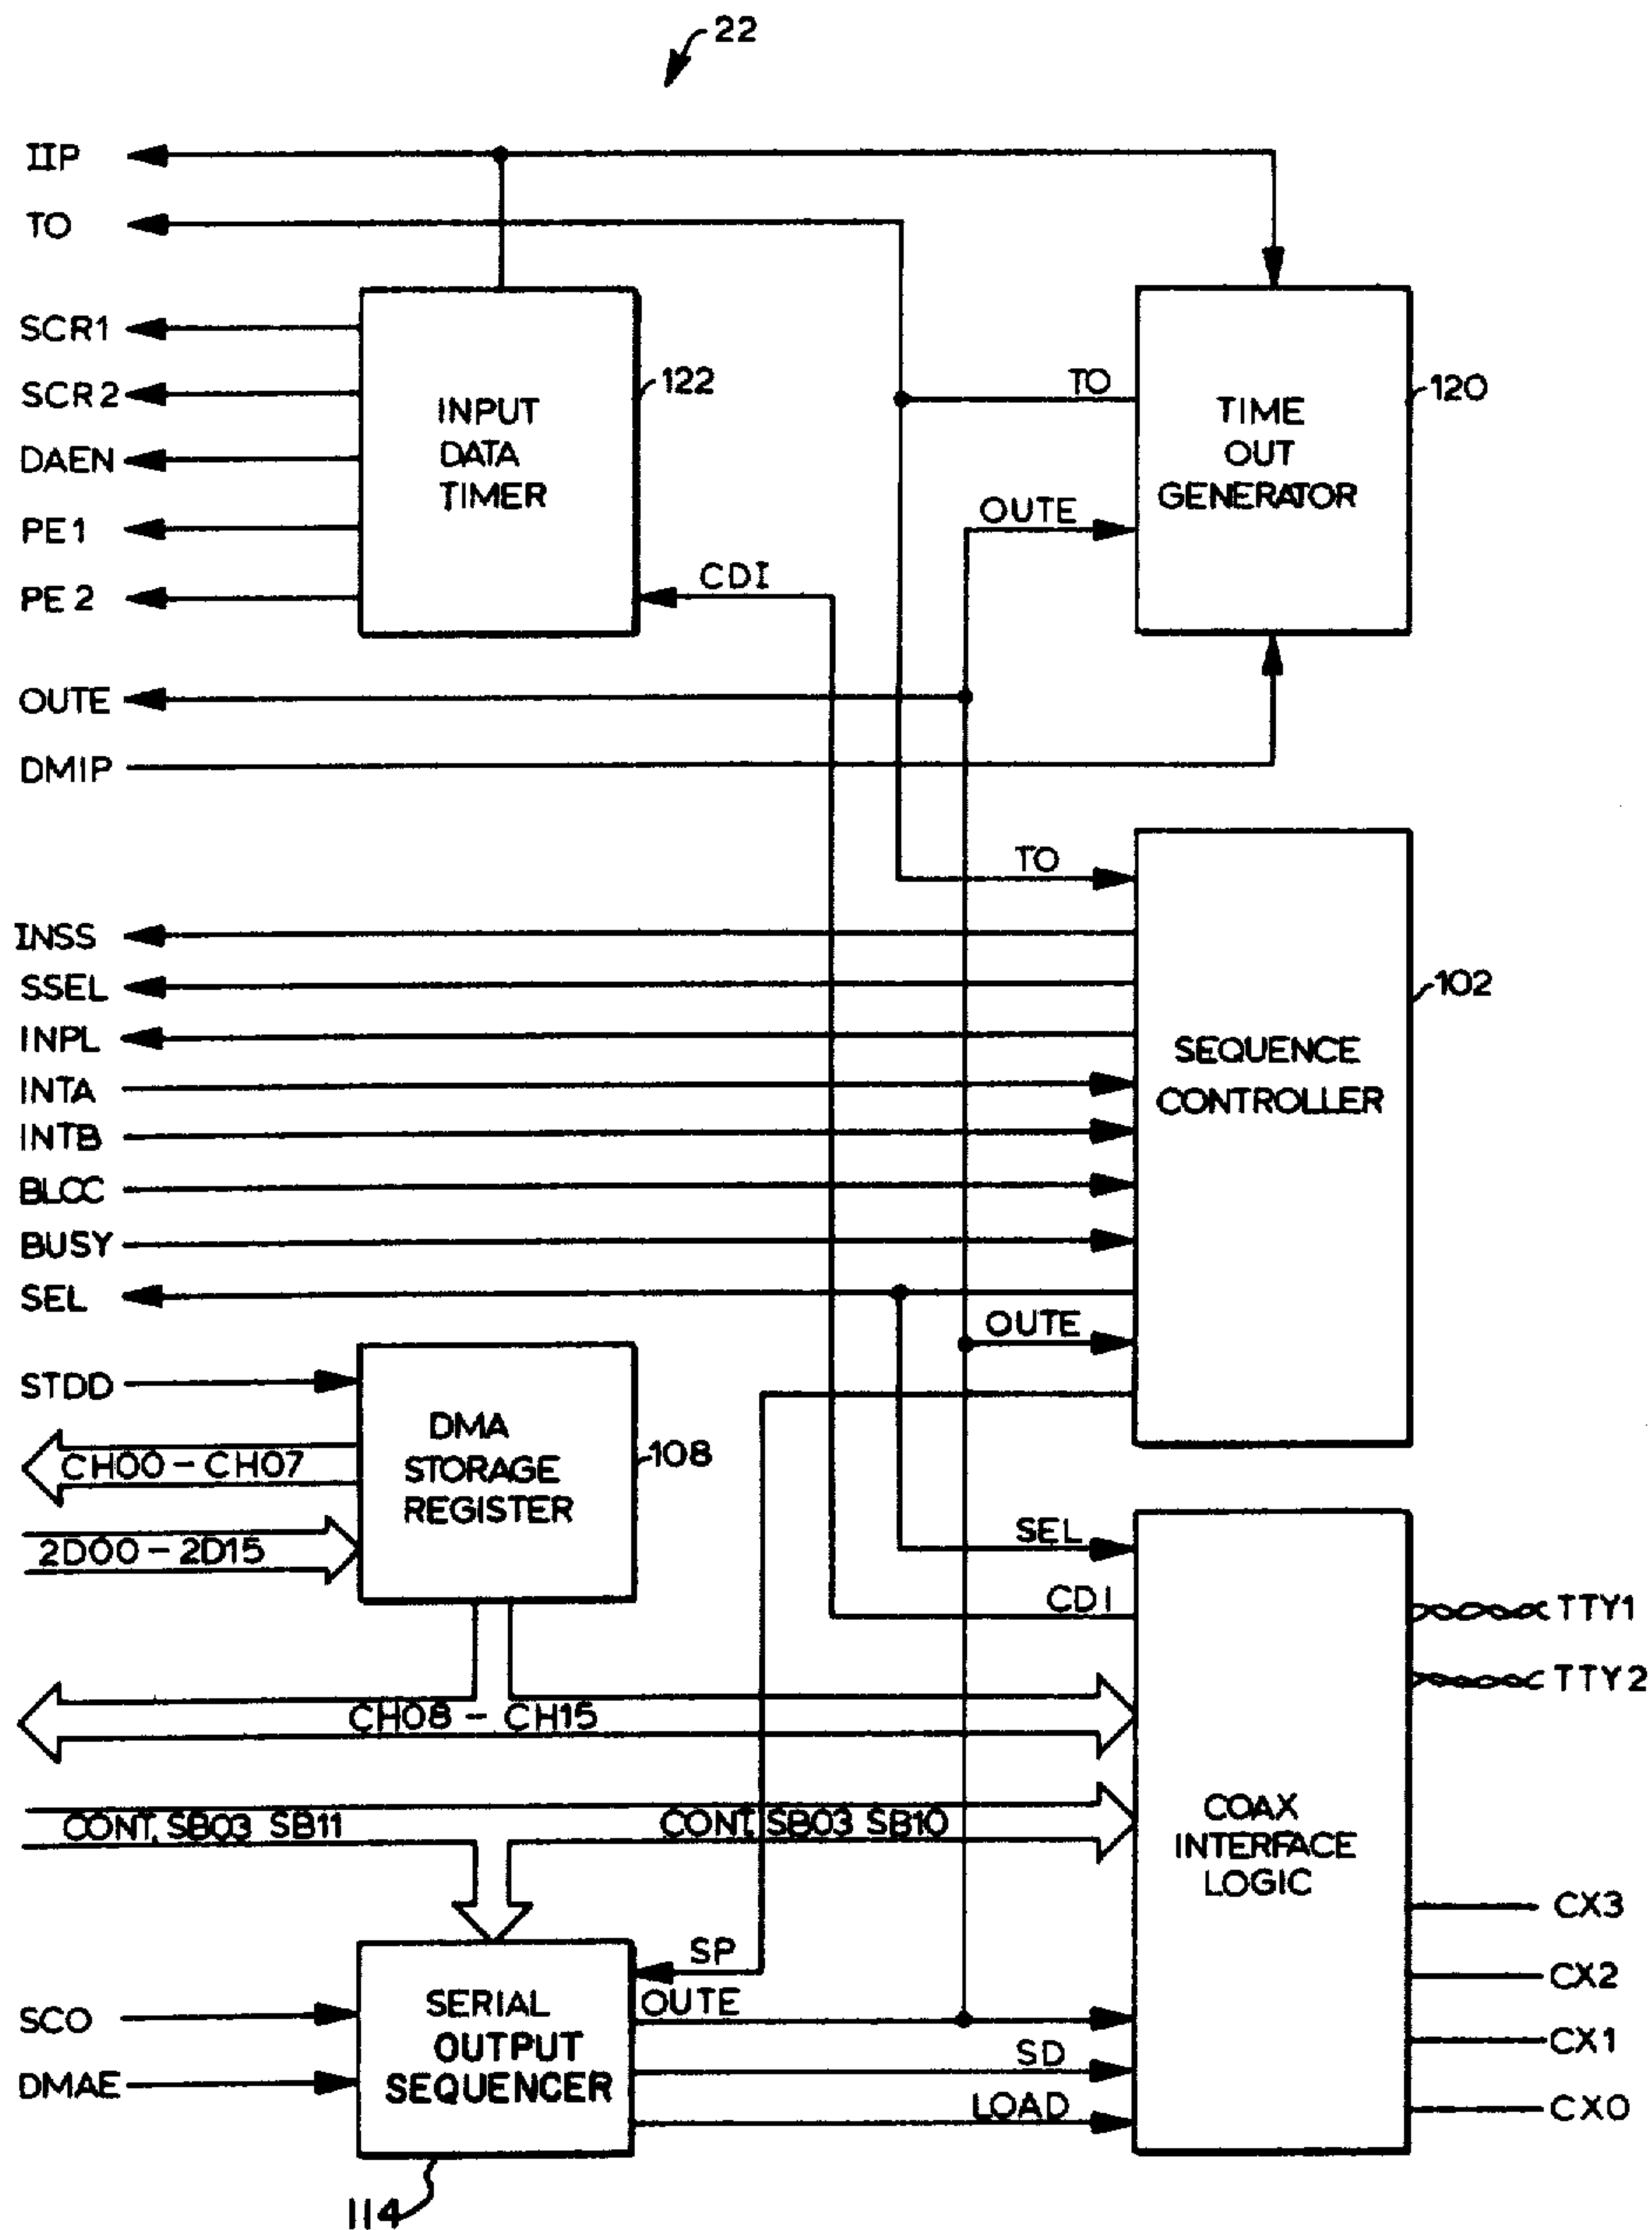 22
IIP
TO
SCR1
SCR2
DAEN
PE1
PE2
INPUT
DATA
TIMER
122
TO
TIME
OUT
GENERATOR
120
OUTE
CDI
OUTE
DMIP
TO
INSS
SSEL
INPL
INTA
INTB
BLOC
BUSY
SEL
SEQUENCE
CONTROLLER
102
OUTE
STDD
CH00 - CH07
2D00 - 2D15
DMA
STORAGE
REGISTER
108
SEL
CDI
TTY1
TTY2
CH08 - CH15
CONT, SB03 SB11
CONT, SB03 SB10
COAX
INTERFACE
LOGIC
CX3
CX2
CX1
CX0
SP
OUTE
SD
LOAD
SCO
DMAE
SERIAL
OUTPUT
SEQUENCER
114